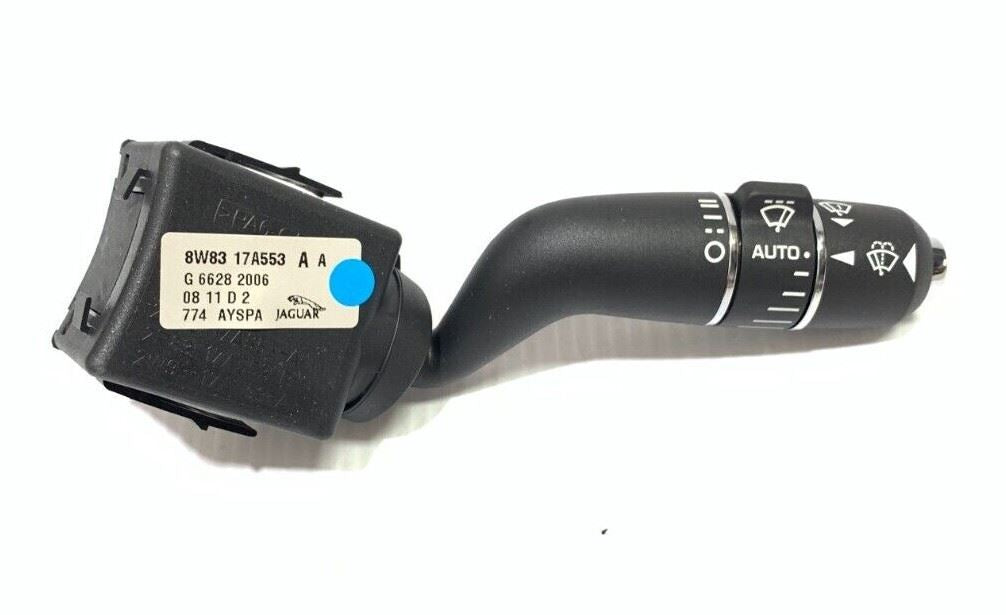 8W83 17A553 A A
G 6628 2006
08 11 D 2
774 AYSPA JAGUAR
AUTO